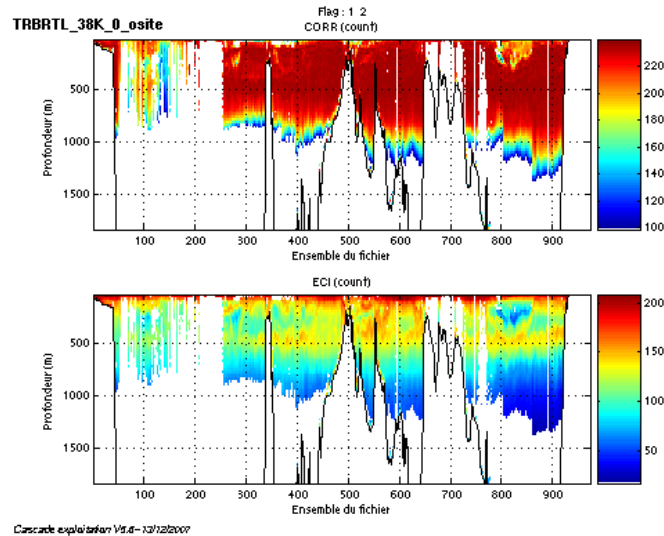 Flag : 1 2
TRBRTL_38K_0_osite
CORR (count)
500
1000
1500
Profondeur (m)
100 200 300 400 500 600 700 800 900
Ensemble du fichier
220
200
180
160
140
120
100
ECI (count)
500
1000
1500
Profondeur (m)
100 200 300 400 500 600 700 800 900
Ensemble du fichier
200
150
100
50
Cascade exploitation V5.6 - 13/12/2007